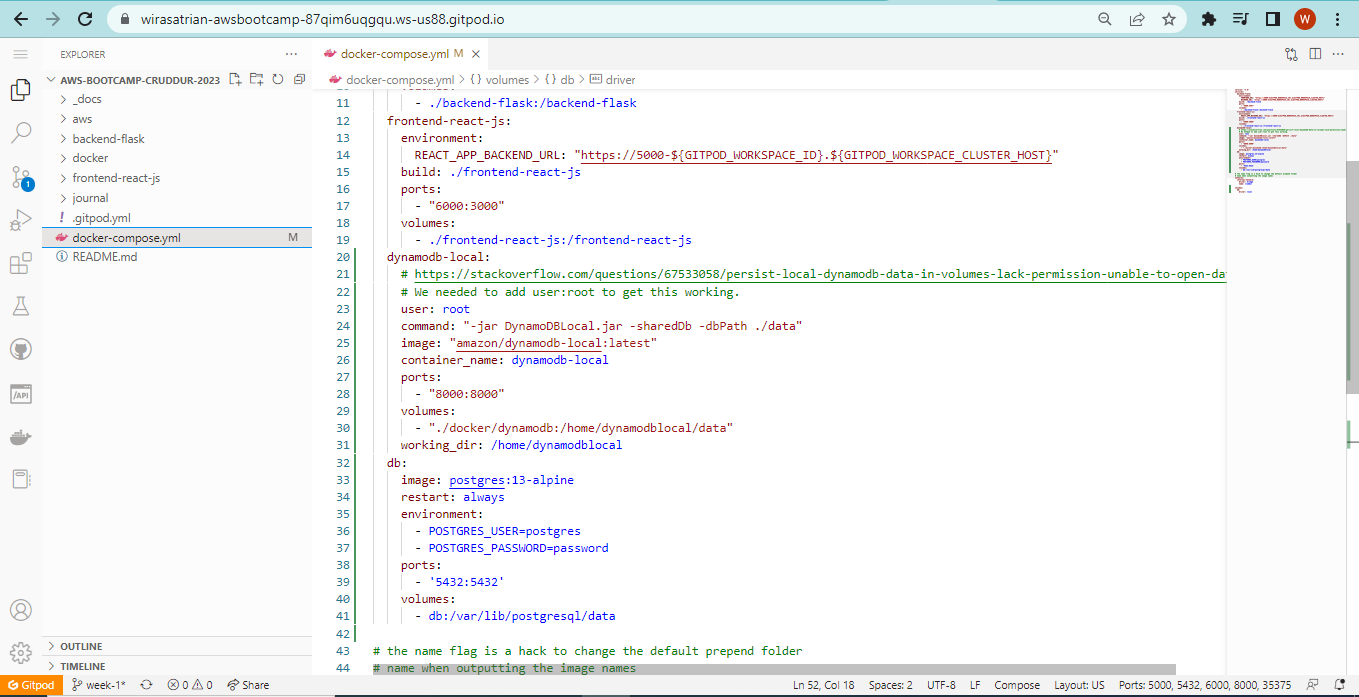 wirasatrian-awsbootcamp-87qim6uqgqu.ws-us88.gitpod.io
W
EXPLORER
docker-compose.yml M
AWS-BOOTCAMP-CRUDDUR-2023
docker-compose.yml > {} volumes > {} db > driver
_docs
aws
backend-flask
docker
frontend-react-js
journal
.gitpod.yml
docker-compose.yml M
README.md
1
11 - ./backend-flask:/backend-flask
12 frontend-react-js:
13 environment:
14 REACT_APP_BACKEND_URL: "https://5000-${GITPOD_WORKSPACE_ID}.${GITPOD_WORKSPACE_CLUSTER_HOST}"
15 build: ./frontend-react-js
16 ports:
17 - "6000:3000"
18 volumes:
19 - ./frontend-react-js:/frontend-react-js
20 dynamodb-local:
21 # https://stackoverflow.com/questions/67533058/persist-local-dynamodb-data-in-volumes-lack-permission-unable-to-open-da
22 # We needed to add user:root to get this working.
23 user: root
24 command: "-jar DynamoDBLocal.jar -sharedDb -dbPath ./data"
25 image: "amazon/dynamodb-local:latest"
26 container_name: dynamodb-local
27 ports:
28 - "8000:8000"
29 volumes:
30 - "./docker/dynamodb:/home/dynamodblocal/data"
31 working_dir: /home/dynamodblocal
32 db:
33 image: postgres:13-alpine
34 restart: always
35 environment:
36 - POSTGRES_USER=postgres
37 - POSTGRES_PASSWORD=password
38 ports:
39 - '5432:5432'
40 volumes:
41 - db:/var/lib/postgresql/data
42
43 # the name flag is a hack to change the default prepend folder
44 # name when outputting the image names
OUTLINE
TIMELINE
Gitpod week-1* 0 0 Share Ln 52, Col 18 Spaces: 2 UTF-8 LF Compose Layout: US Ports: 5000, 5432, 6000, 8000, 35375